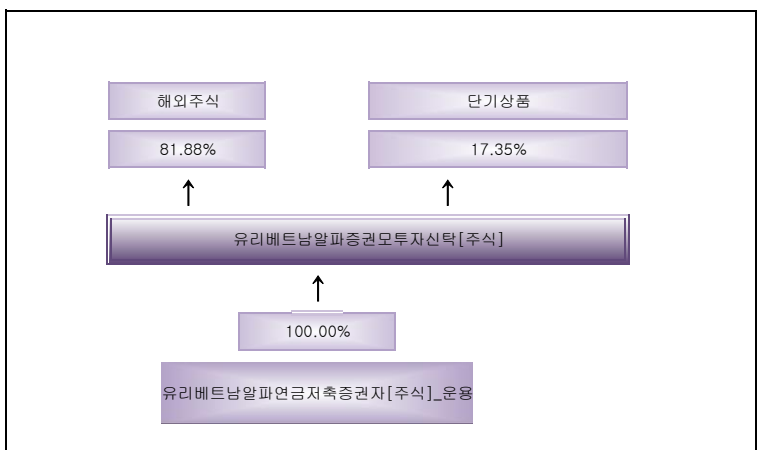 해외주식
단기상품
81.88%
17.35%
↑
↑
유리베트남알파증권모투자신탁[주식]
↑
100.00%
유리베트남알파연금저축증권자[주식]_운용